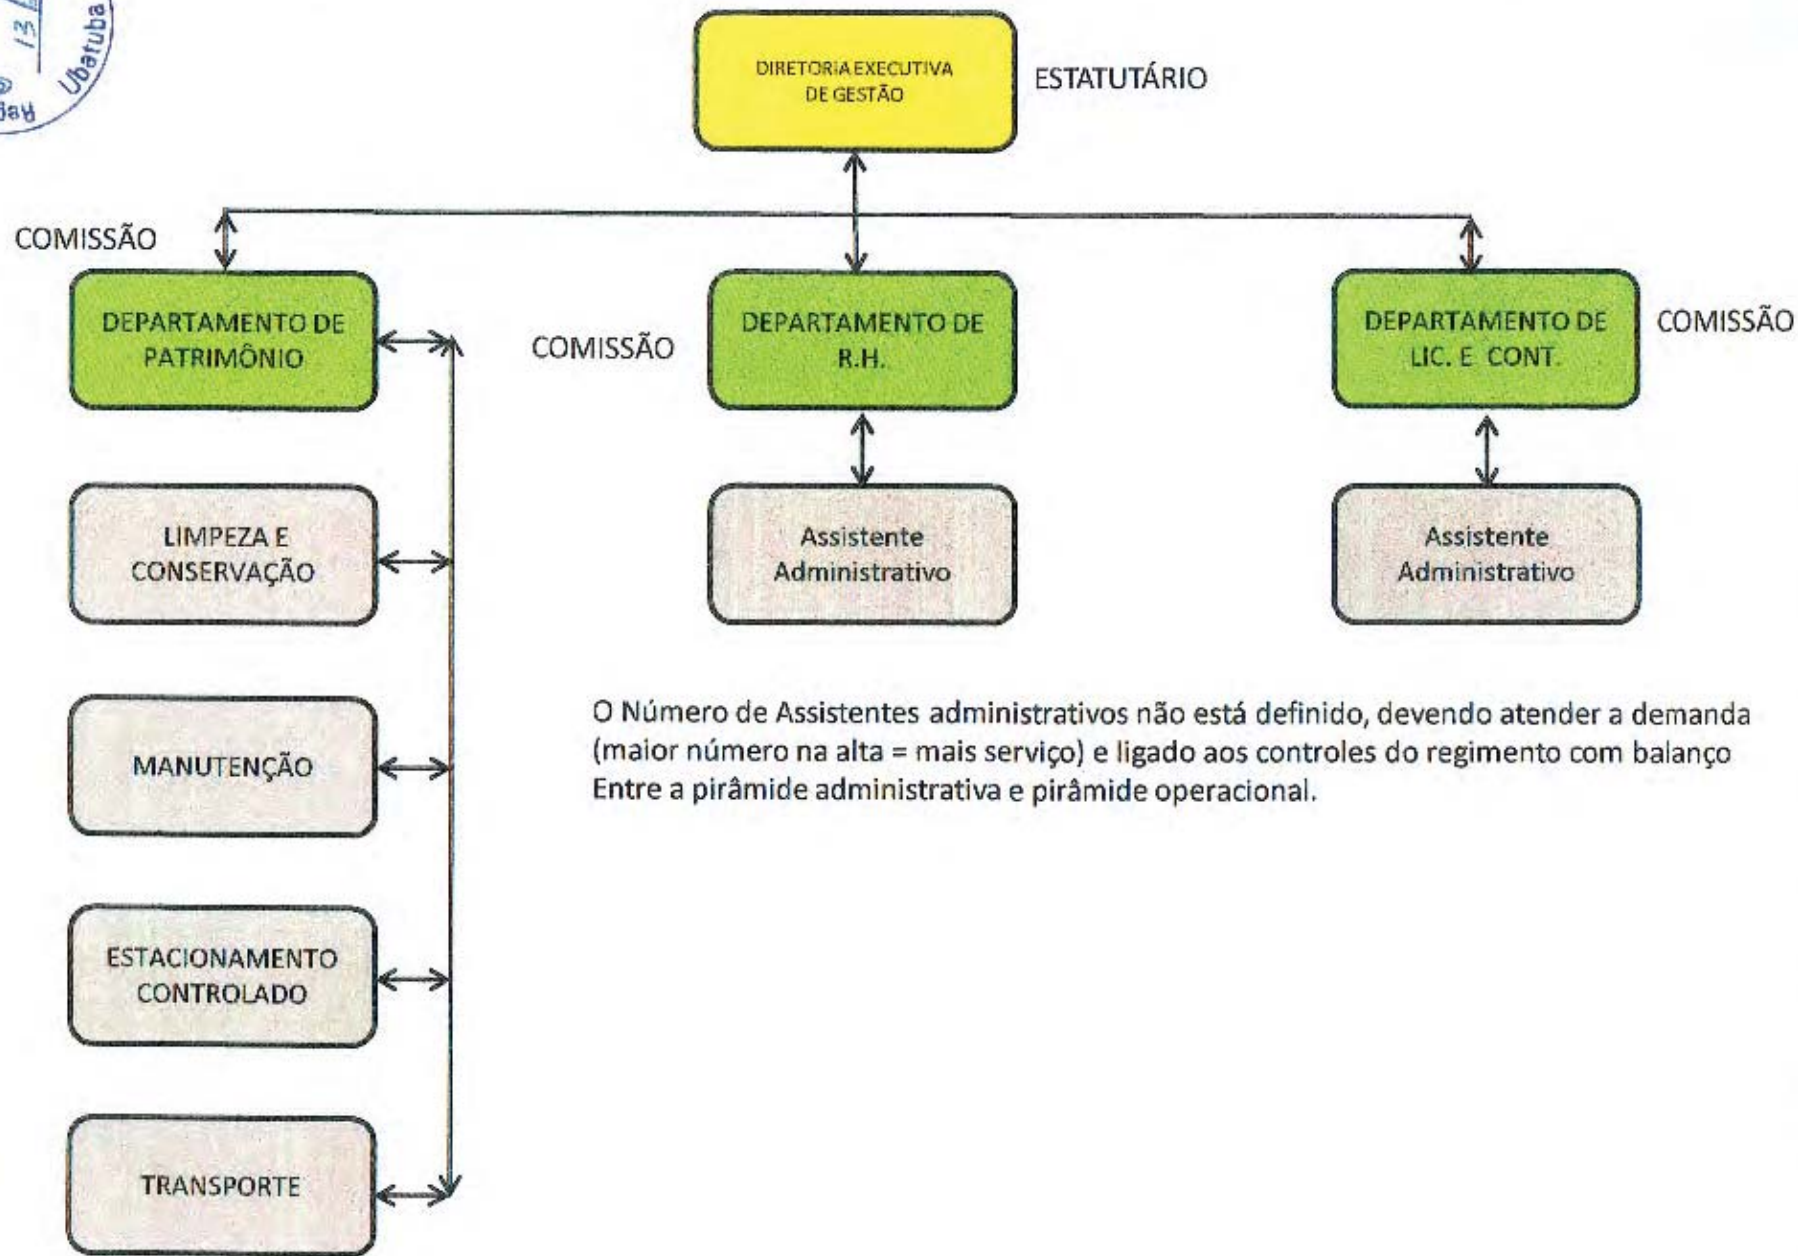 13
Ubatuba
DIRETORIA EXECUTIVA
DE GESTÃO
ESTATUTÁRIO
COMISSÃO
DEPARTAMENTO DE
PATRIMÔNIO
COMISSÃO
DEPARTAMENTO DE
R.H.
DEPARTAMENTO DE
LIC. E CONT.
COMISSÃO
LIMPEZA E
CONSERVAÇÃO
Assistente
Administrativo
Assistente
Administrativo
MANUTENÇÃO
O Número de Assistentes administrativos não está definido, devendo atender a demanda
(maior número na alta = mais serviço) e ligado aos controles do regimento com balanço
Entre a pirâmide administrativa e pirâmide operacional.
ESTACIONAMENTO
CONTROLADO
TRANSPORTE